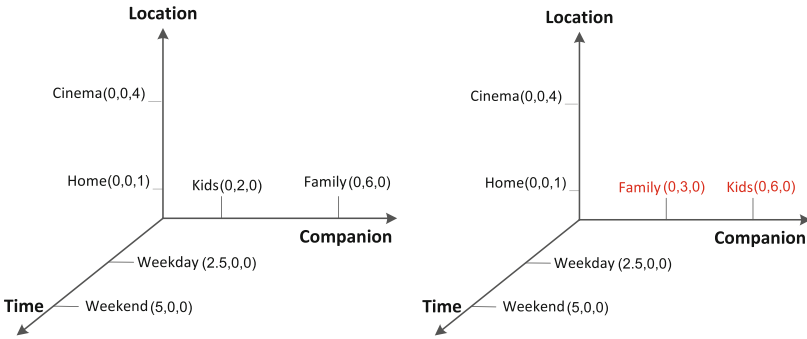 Location
Cinema(0,0,4)
Home(0,0,1)
Kids(0,2,0)
Family(0,6,0)
Companion
Weekday(2.5,0,0)
Time
Weekend(5,0,0)
Location
Cinema(0,0,4)
Home(0,0,1)
Family(0,3,0)
Kids(0,6,0)
Companion
Weekday(2.5,0,0)
Time
Weekend(5,0,0)